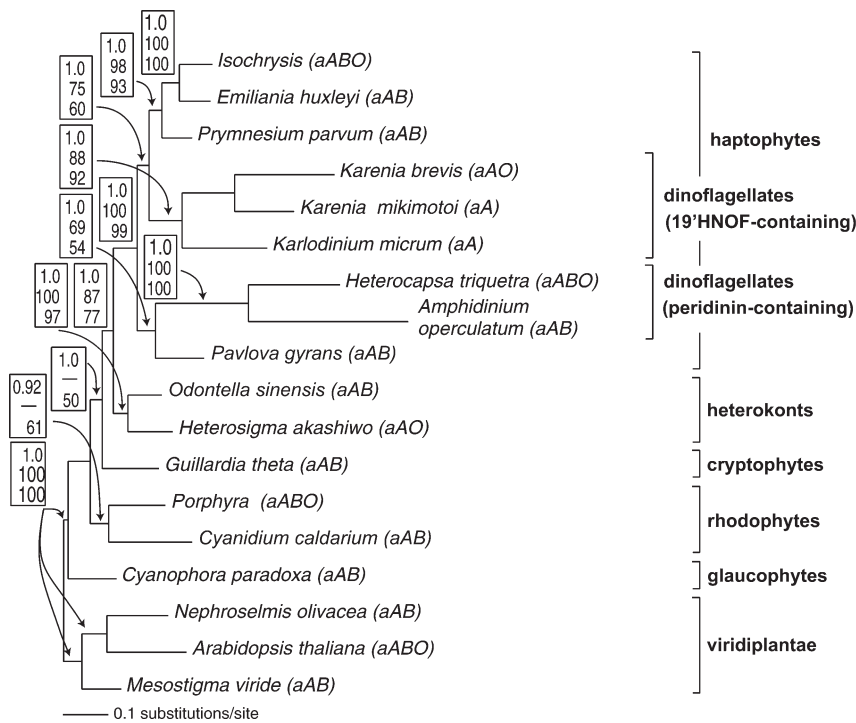 1.0
100
100
1.0
98
93
1.0
75
60
1.0
88
92
1.0
100
99
1.0
69
54
1.0
100
100
1.0
100
97
1.0
87
77
1.0
—
50
0.92
—
61
1.0
100
100
Isochrysis (aABO)
Emiliania huxleyi (aAB)
Prymnesium parvum (aAB)
Karenia brevis (aAO)
Karenia mikimotoi (aA)
Karlodinium micrum (aA)
Heterocapsa triquetra (aABO)
Amphidinium
operculatum (aAB)
Pavlova gyrans (aAB)
Odontella sinensis (aAB)
Heterosigma akashiwo (aAO)
Guillardia theta (aAB)
Porphyra (aABO)
Cyanidium caldarium (aAB)
Cyanophora paradoxa (aAB)
Nephroselmis olivacea (aAB)
Arabidopsis thaliana (aABO)
Mesostigma viride (aAB)
haptophytes
dinoflagellates
(19'HNOF-containing)
dinoflagellates
(peridinin-containing)
heterokonts
cryptophytes
rhodophytes
glaucophytes
viridiplantae
0.1 substitutions/site